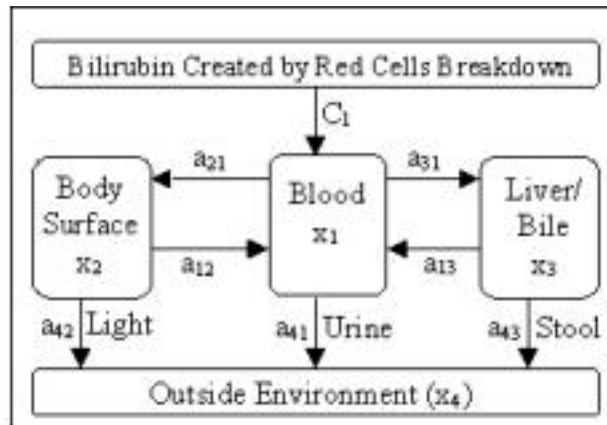 Bilirubin Created by Red Cells Breakdown
C₁
a₂₁
a₃₁
Body
Surface
x₂
Blood
x₁
Liver/
Bile
x₃
a₁₂
a₁₃
a₄₂ Light
a₄₁ Urine
a₄₃ Stool
Outside Environment (x₄)